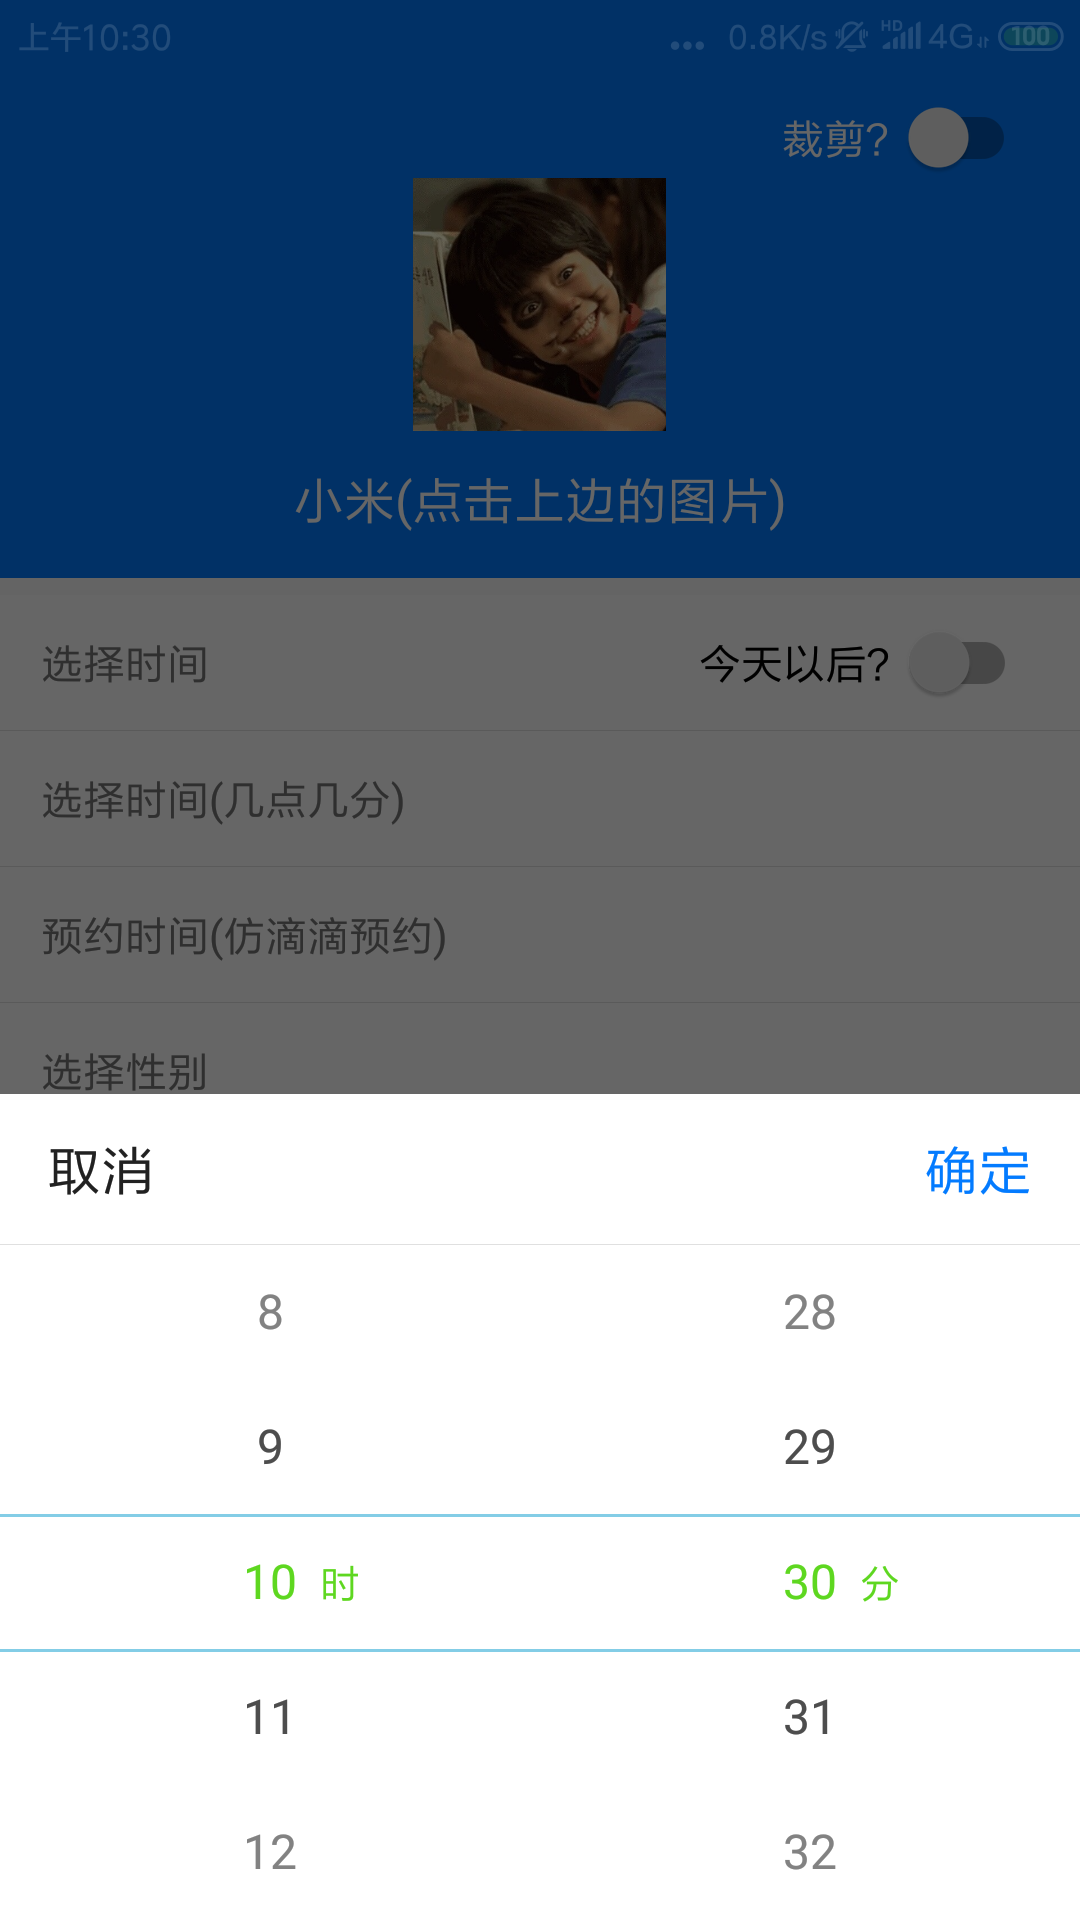 上午10:30 ... 0.8K/s HD 4G 100
裁剪?
小米(点击上边的图片)
选择时间 今天以后?
选择时间(几点几分)
预约时间(仿滴滴预约)
选择性别
取消 确定
8 28
9 29
10 时 30 分
11 31
12 32